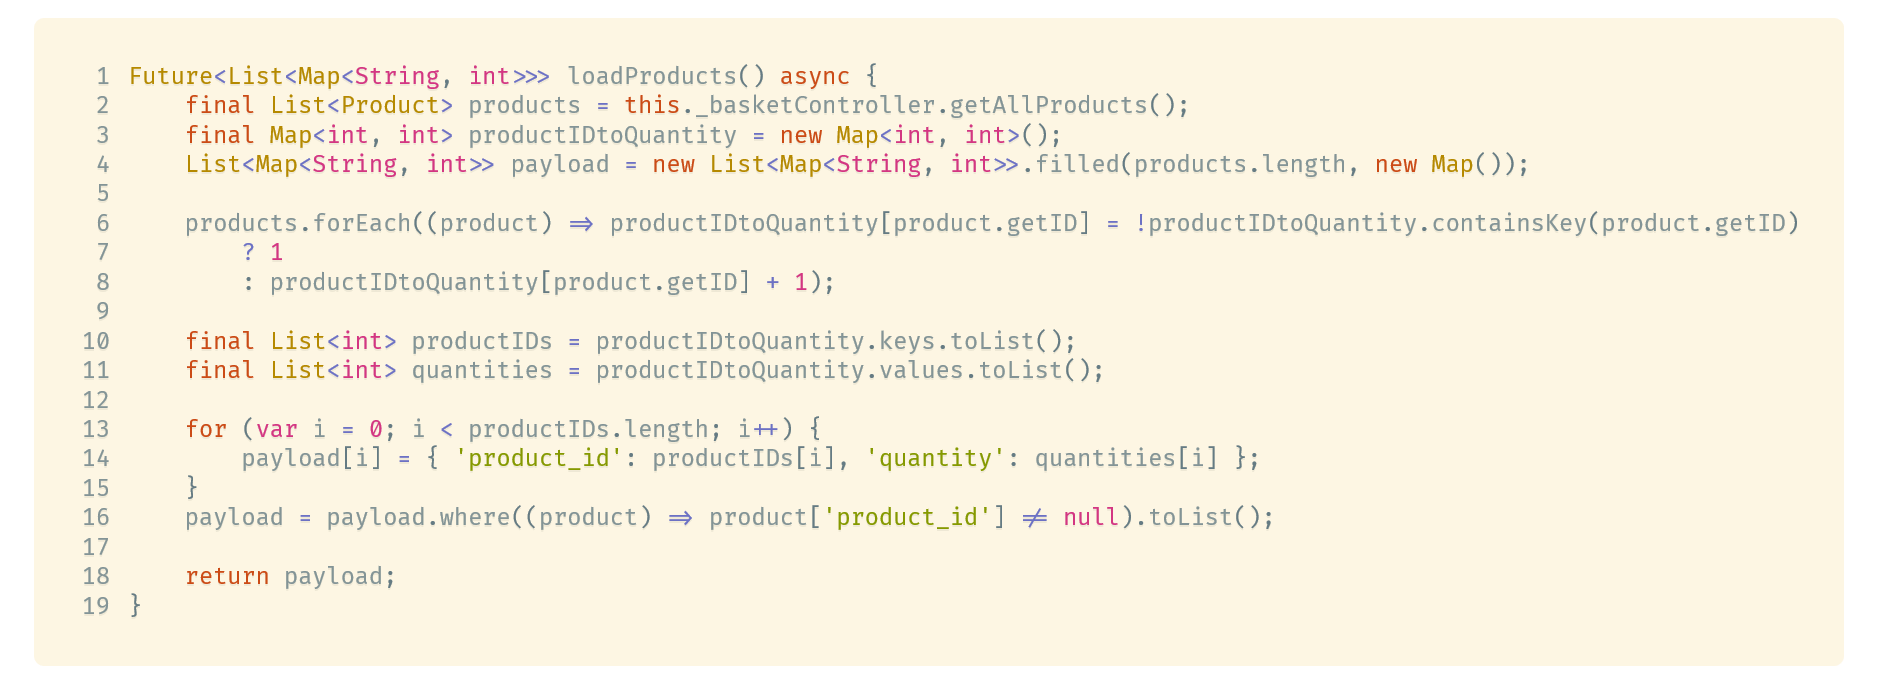 1 Future<List<Map<String, int>>> loadProducts() async {
2     final List<Product> products = this._basketController.getAllProducts();
3     final Map<int, int> productIDtoQuantity = new Map<int, int>();
4     List<Map<String, int>> payload = new List<Map<String, int>>.filled(products.length, new Map());
5
6     products.forEach((product) => productIDtoQuantity[product.getID] = !productIDtoQuantity.containsKey(product.getID)
7         ? 1
8         : productIDtoQuantity[product.getID] + 1);
9
10     final List<int> productIDs = productIDtoQuantity.keys.toList();
11     final List<int> quantities = productIDtoQuantity.values.toList();
12
13     for (var i = 0; i < productIDs.length; i++) {
14         payload[i] = { 'product_id': productIDs[i], 'quantity': quantities[i] };
15     }
16     payload = payload.where((product) => product['product_id'] != null).toList();
17
18     return payload;
19 }